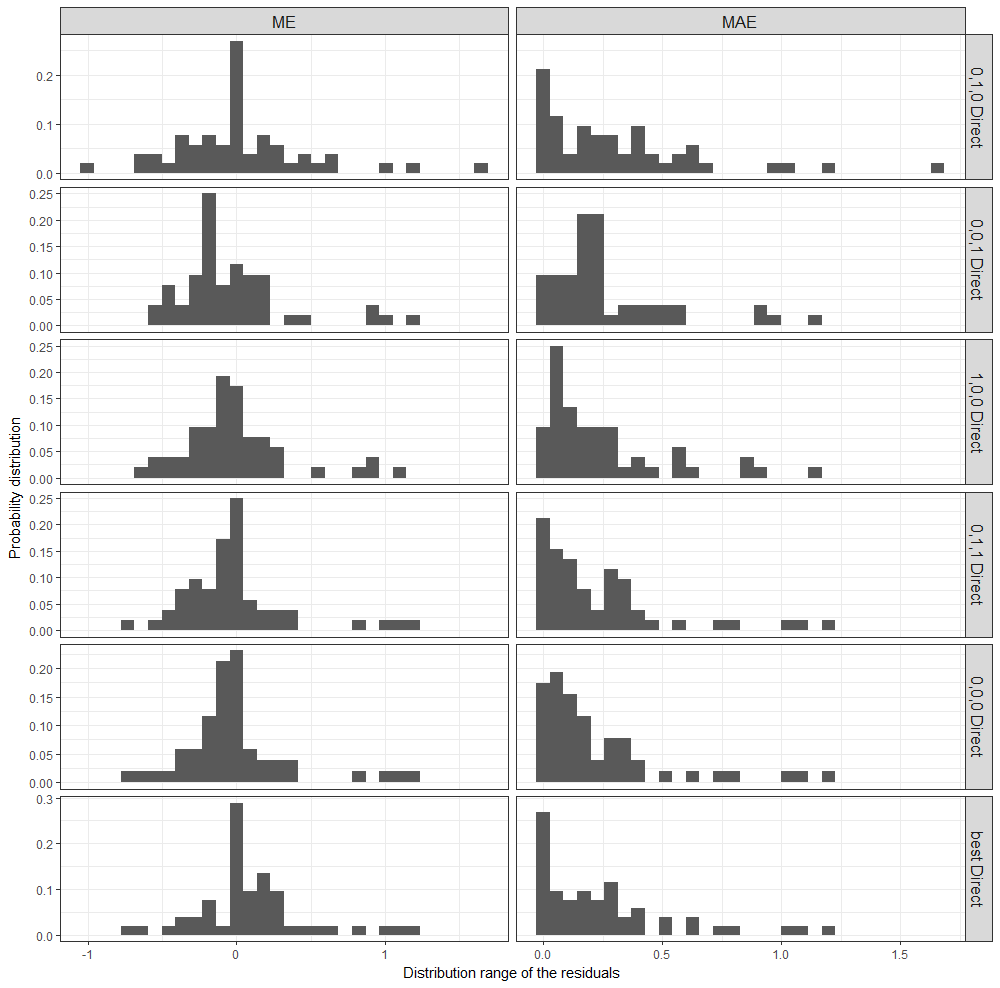 ME
MAE
0.2
0.1
0.0
0,1,0 Direct
0.25
0.20
0.15
0.10
0.05
0.00
0,0,1 Direct
0.25
0.20
0.15
0.10
0.05
0.00
1,0,0 Direct
0.25
0.20
0.15
0.10
0.05
0.00
0,1,1 Direct
0.20
0.15
0.10
0.05
0.00
0,0,0 Direct
0.3
0.2
0.1
0.0
best Direct
Probability distribution
-1 0 1
0.0 0.5 1.0 1.5
Distribution range of the residuals